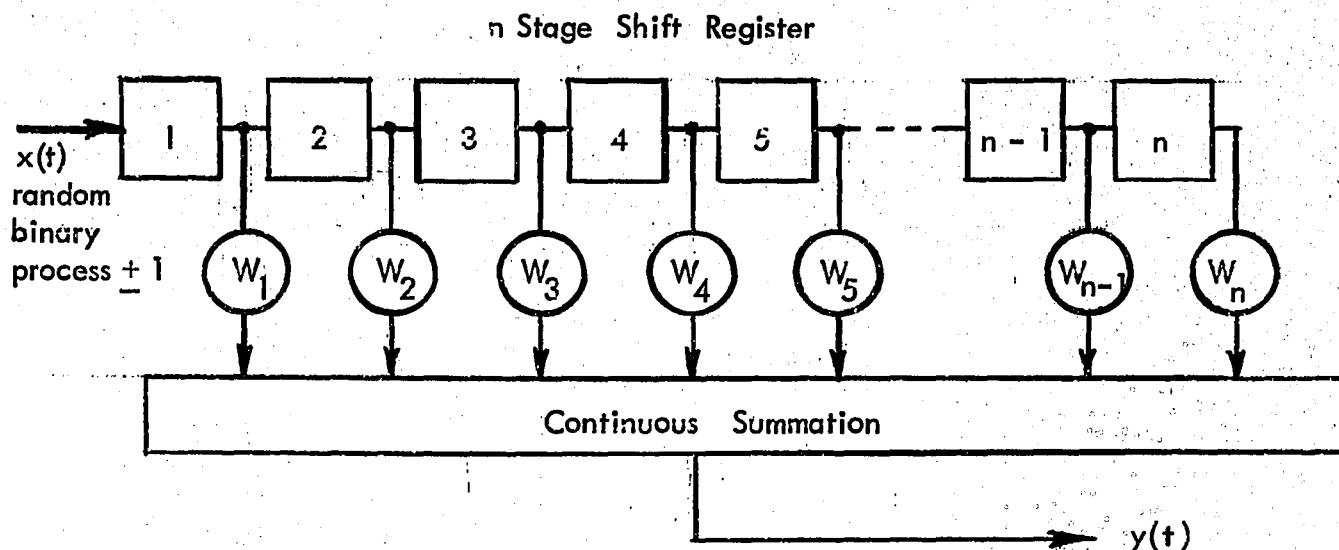 n Stage Shift Register
1 2 3 4 5 n - 1 n
x(t)
random
binary
process ± 1
W₁ W₂ W₃ W₄ W₅ Wₙ₋₁ Wₙ
Continuous Summation
y(t)